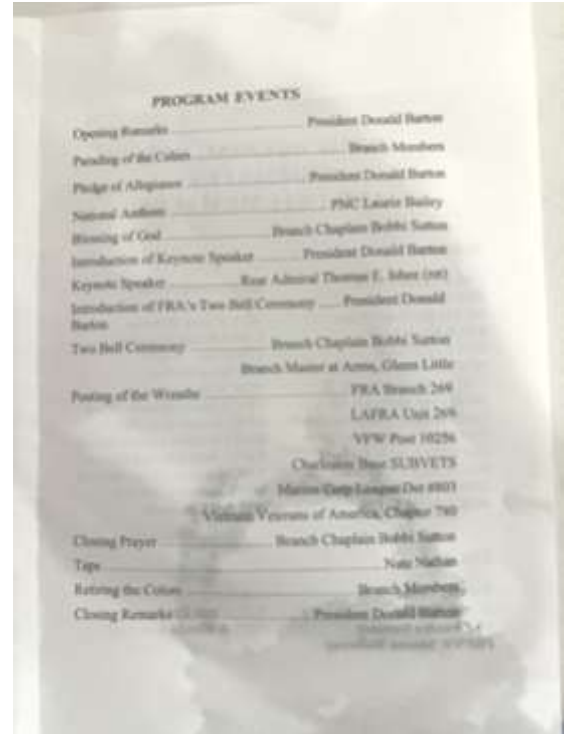 PROGRAM EVENTS
Opening Remarks ........................ President Donald Barton
Parading of the Colors ........................ Branch Members
Pledge of Allegiance ........................ President Donald Barton
National Anthem ........................ PNC Laurie Bailey
Blessing of God ........................ Branch Chaplain Bobbi Sutton
Introduction of Keynote Speaker ............ President Donald Barton
Keynote Speaker ............ Rear Admiral Thomas E. (ret)
Introduction of FRA's Two Bell Ceremony ..... President Donald
Barton
Two Bell Ceremony ............ Branch Chaplain Bobbi Sutton
Branch Master at Arms, Glenn Little
Posting of the Wreaths ........................ FRA Branch 269
LAFRA Unit 269
VFW Post 10256
Charleston Base SUBVETS
Marine Corp League Det #803
Vietnam Veterans of America, Chapter 780
Closing Prayer ........................ Branch Chaplain Bobbi Sutton
Taps ........................ Nate Nathan
Retiring the Colors ........................ Branch Members
Closing Remarks ........................ President Donald Barton